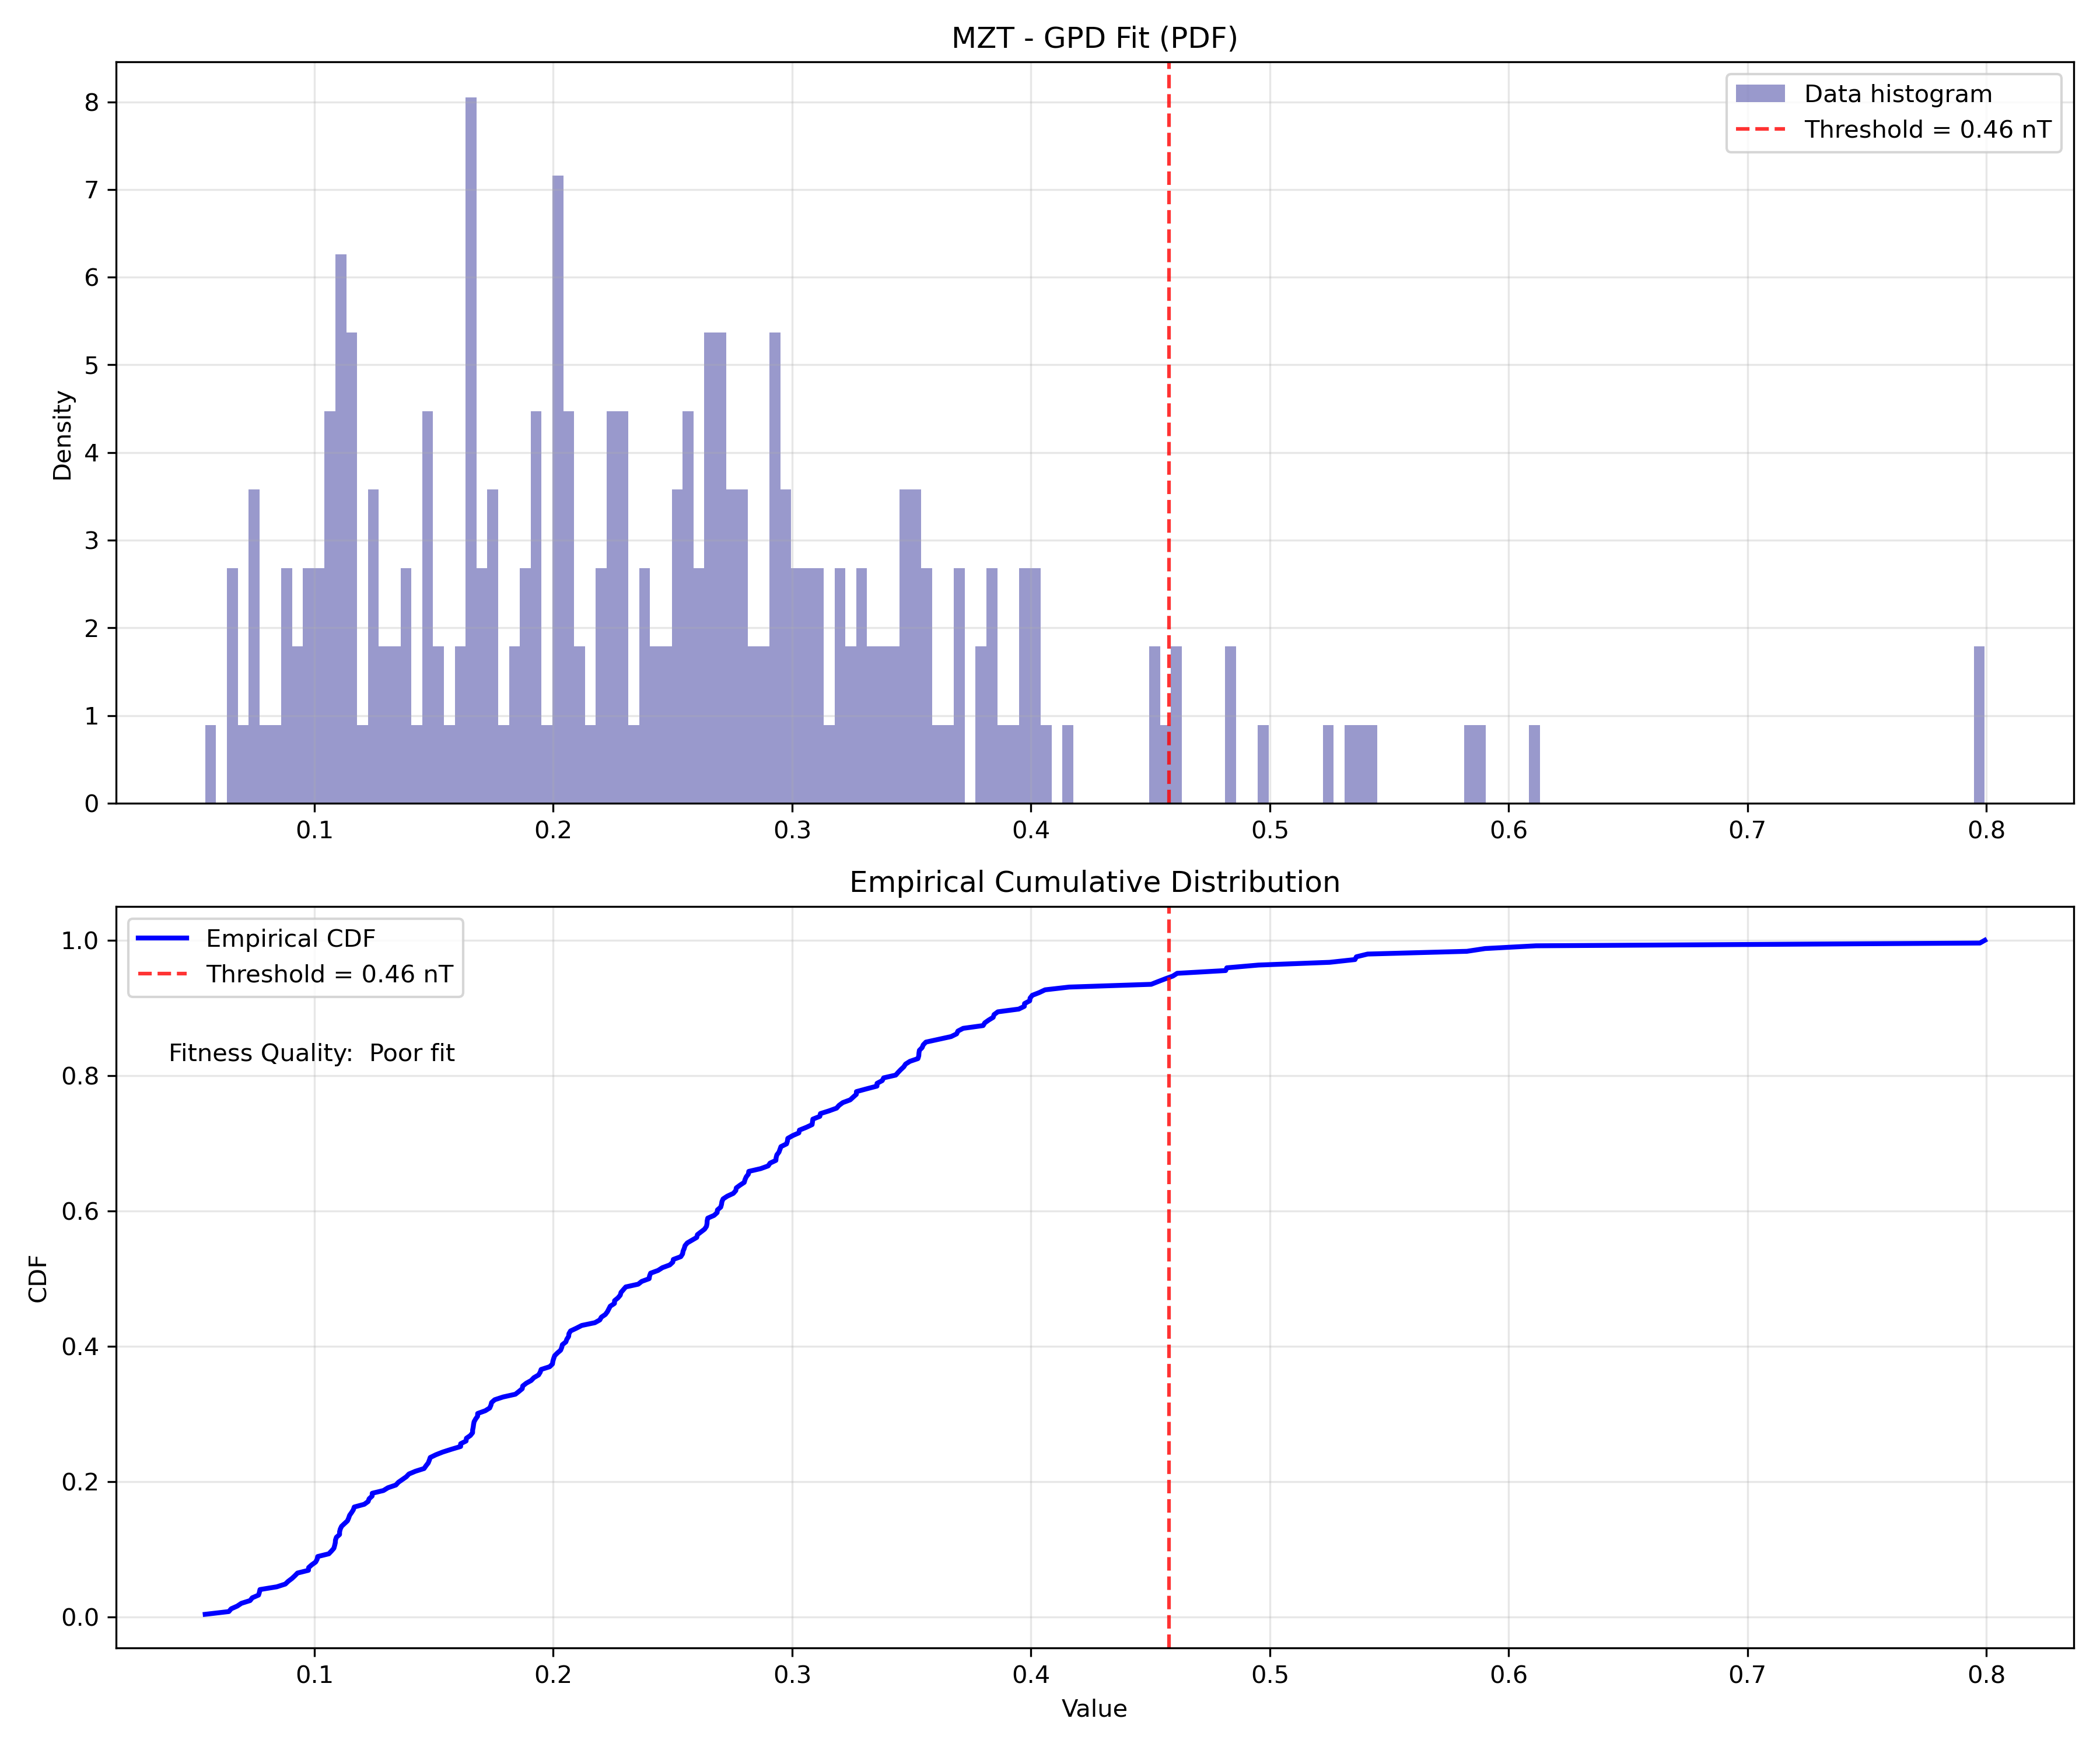 MZT - GPD Fit (PDF)
Data histogram
Threshold = 0.46 nT
Density
8
7
6
5
4
3
2
1
0
0.1 0.2 0.3 0.4 0.5 0.6 0.7 0.8
Empirical Cumulative Distribution
Empirical CDF
Threshold = 0.46 nT
Fitness Quality:  Poor fit
CDF
1.0
0.8
0.6
0.4
0.2
0.0
0.1 0.2 0.3 0.4 0.5 0.6 0.7 0.8
Value